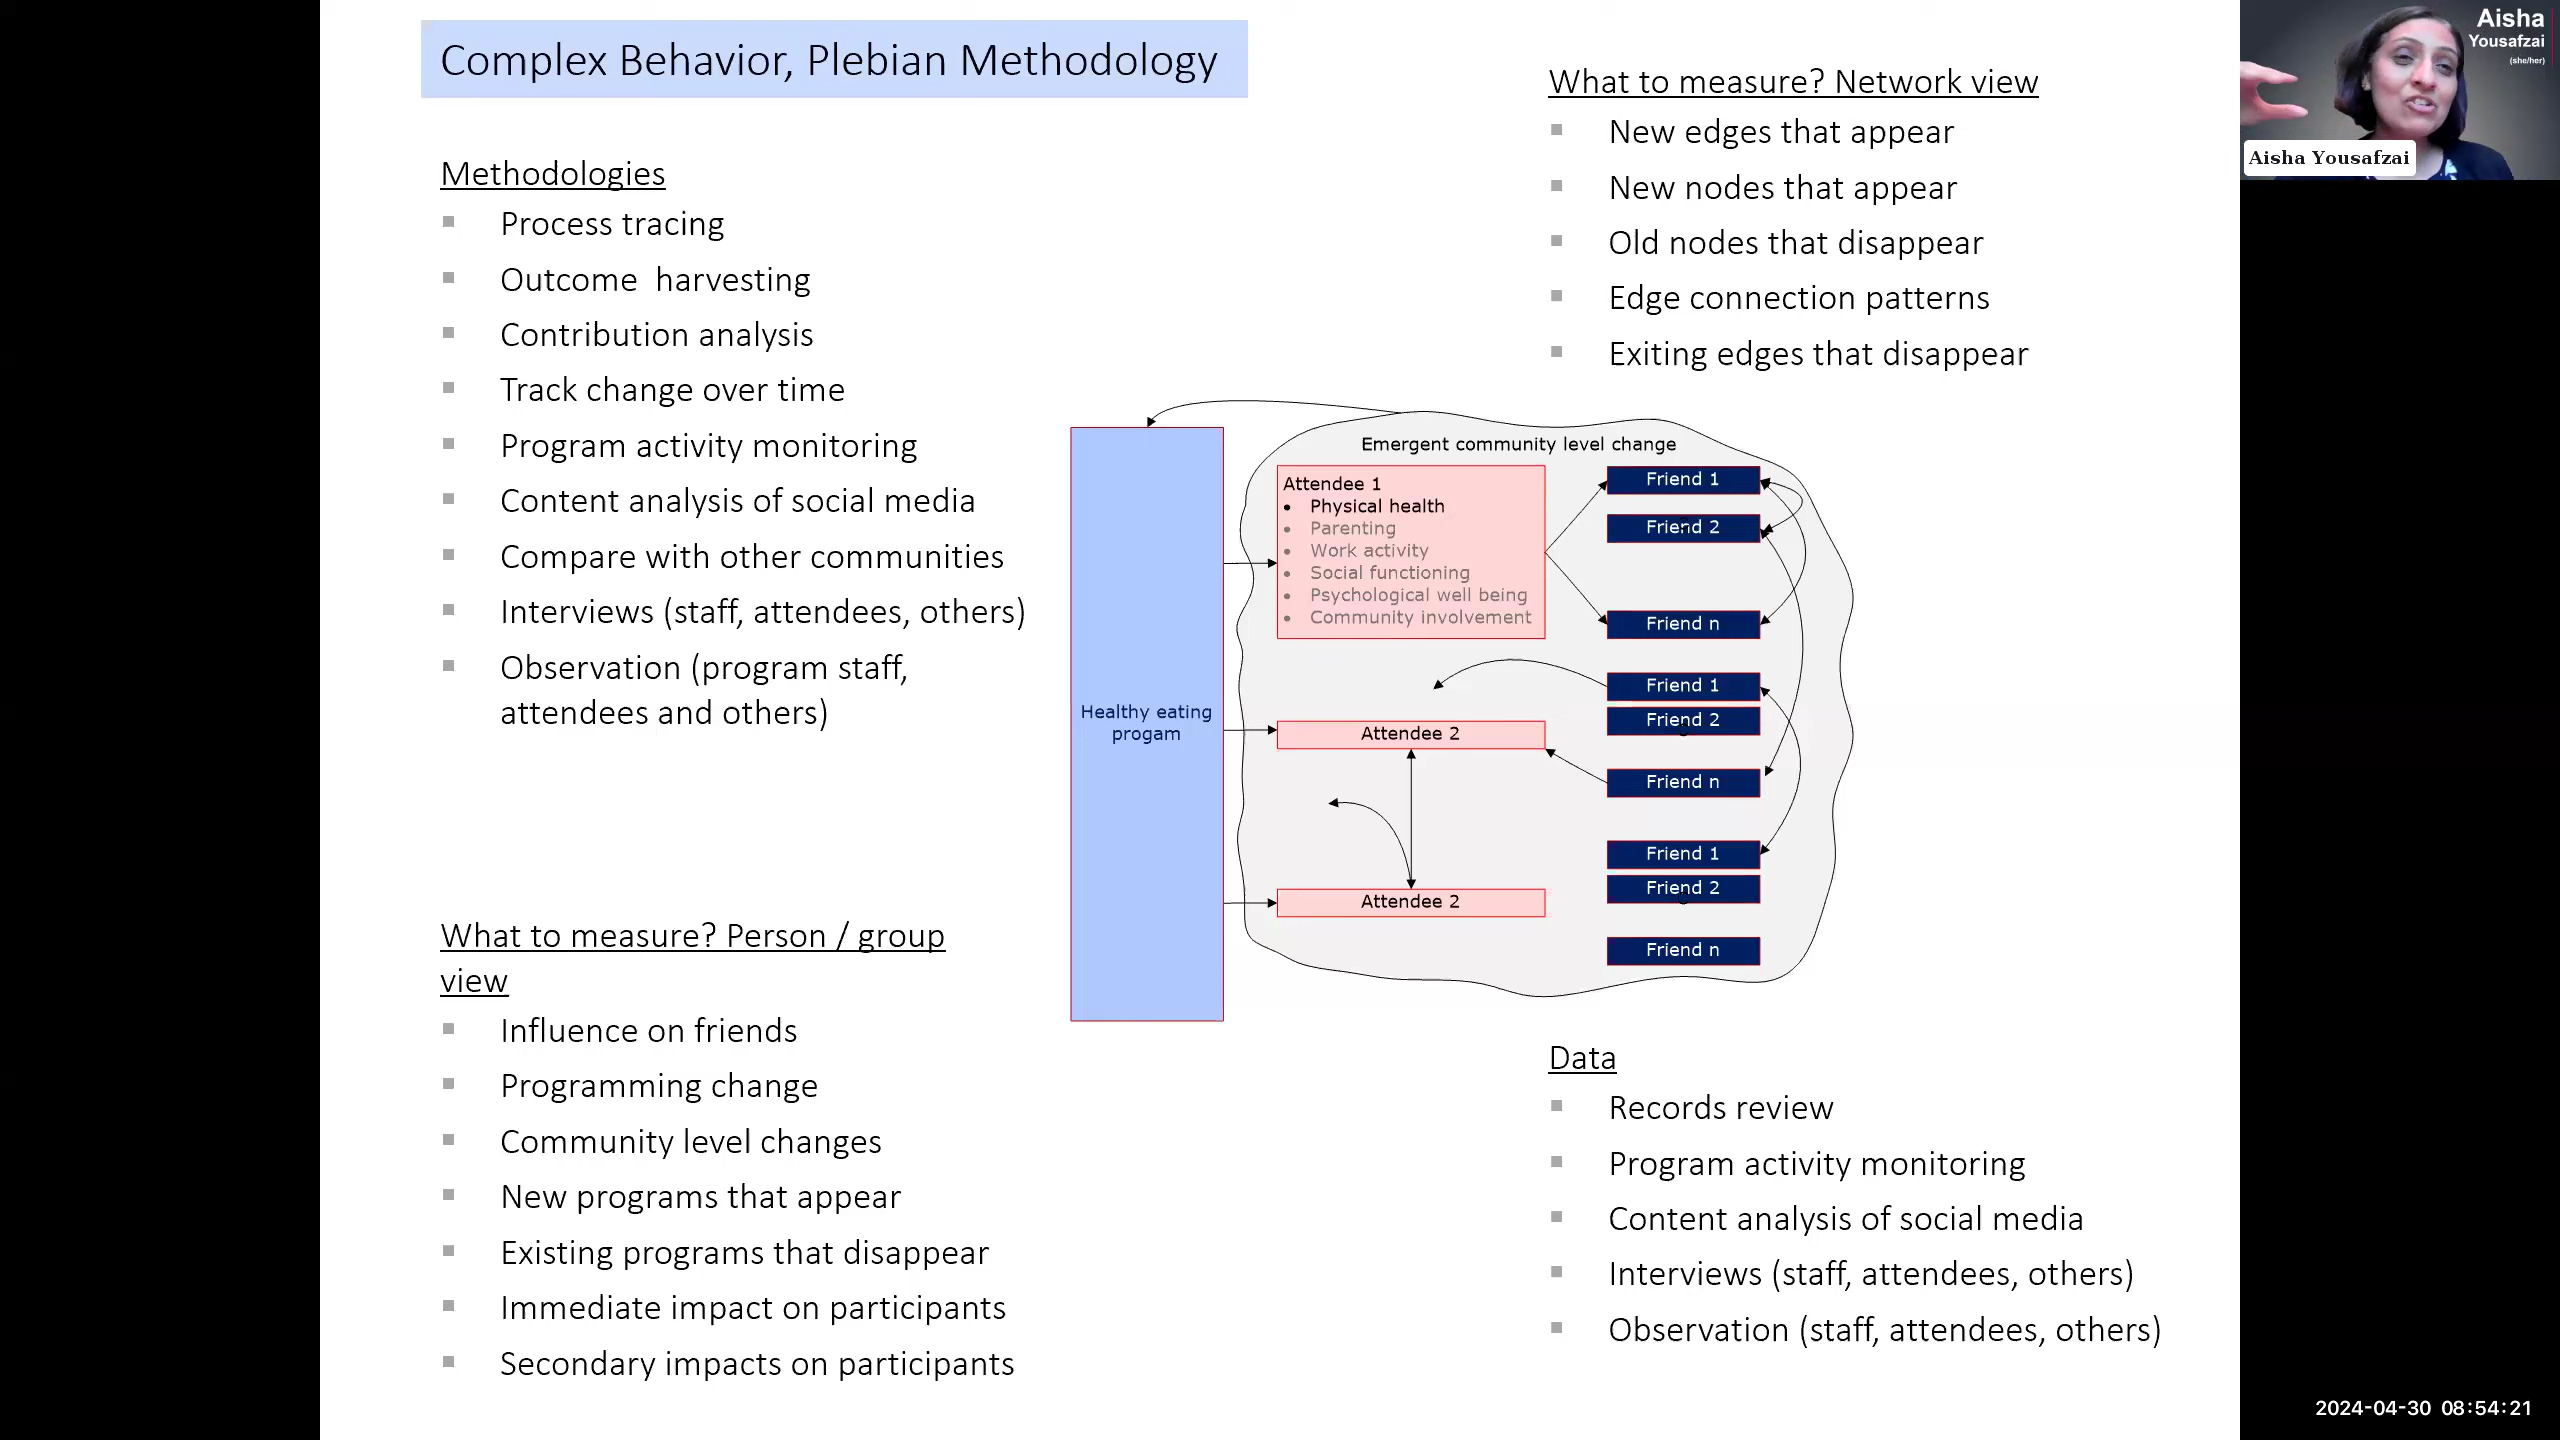 Complex Behavior, Plebian Methodology
Methodologies
Process tracing
Outcome  harvesting
Contribution analysis
Track change over time
Program activity monitoring
Content analysis of social media
Compare with other communities
Interviews (staff, attendees, others)
Observation (program staff,
attendees and others)
What to measure? Person / group
view
Influence on friends
Programming change
Community level changes
New programs that appear
Existing programs that disappear
Immediate impact on participants
Secondary impacts on participants
What to measure? Network view
New edges that appear
New nodes that appear
Old nodes that disappear
Edge connection patterns
Exiting edges that disappear
Healthy eating
progam
Emergent community level change
Attendee 1
Physical health
Parenting
Work activity
Social functioning
Psychological well being
Community involvement
Attendee 2
Attendee 2
Friend 1
Friend 2
Friend n
Friend 1
Friend 2
Friend n
Friend 1
Friend 2
Friend n
Data
Records review
Program activity monitoring
Content analysis of social media
Interviews (staff, attendees, others)
Observation (staff, attendees, others)
Aisha
Yousafzai
(she/her)
Aisha Yousafzai
2024-04-30 08:54:21